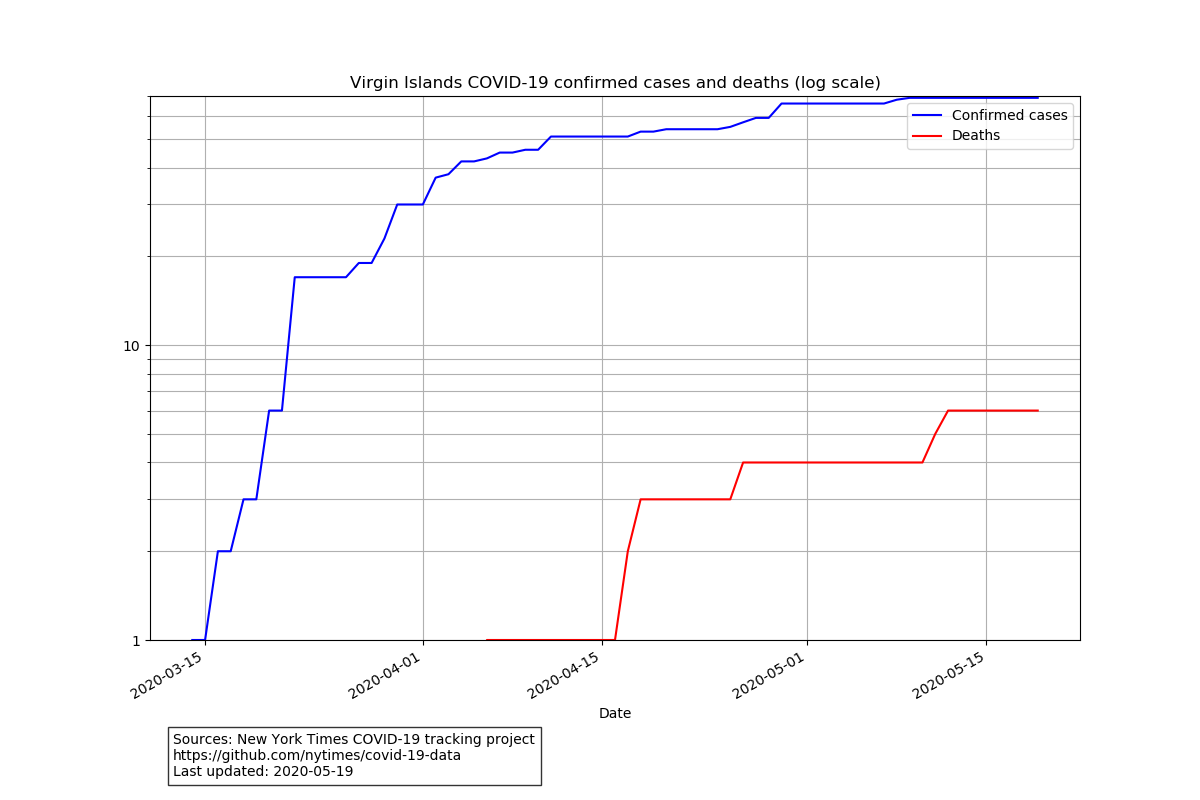 Virgin Islands COVID-19 confirmed cases and deaths (log scale)
Confirmed cases
Deaths
10
1
2020-03-15
2020-04-01
2020-04-15
2020-05-01
2020-05-15
Date
Sources: New York Times COVID-19 tracking project
https://github.com/nytimes/covid-19-data
Last updated: 2020-05-19